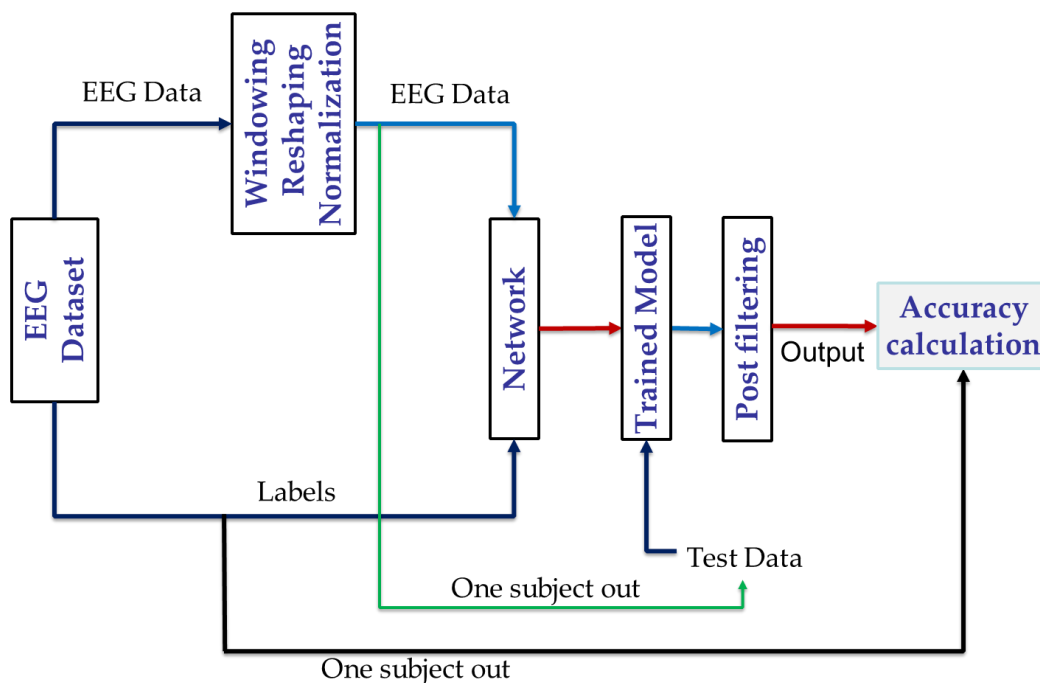 EEG Data
Windowing
Reshaping
Normalization
EEG Data
EEG
Dataset
Network
Trained Model
Post filtering
Output
Accuracy
calculation
Labels
Test Data
One subject out
One subject out